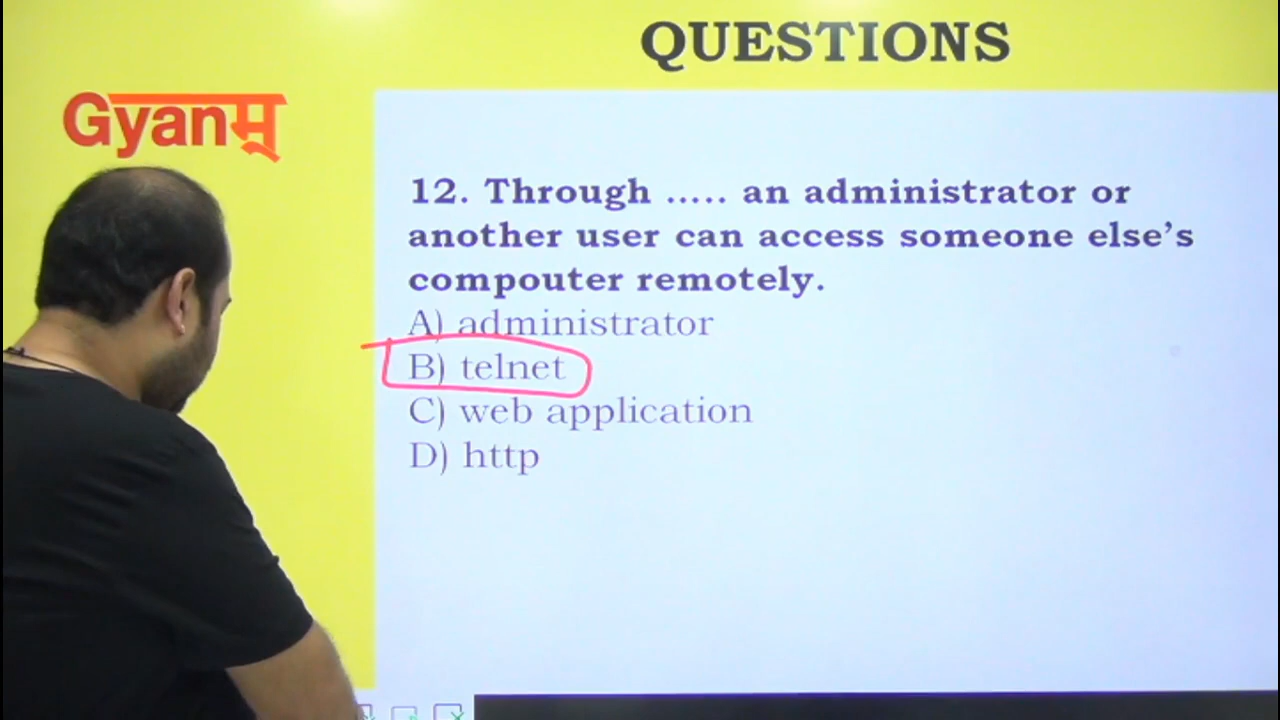 QUESTIONS
Gyanम्
12. Through ..... an administrator or
another user can access someone else's
compouter remotely.
A) administrator
B) telnet
C) web application
D) http